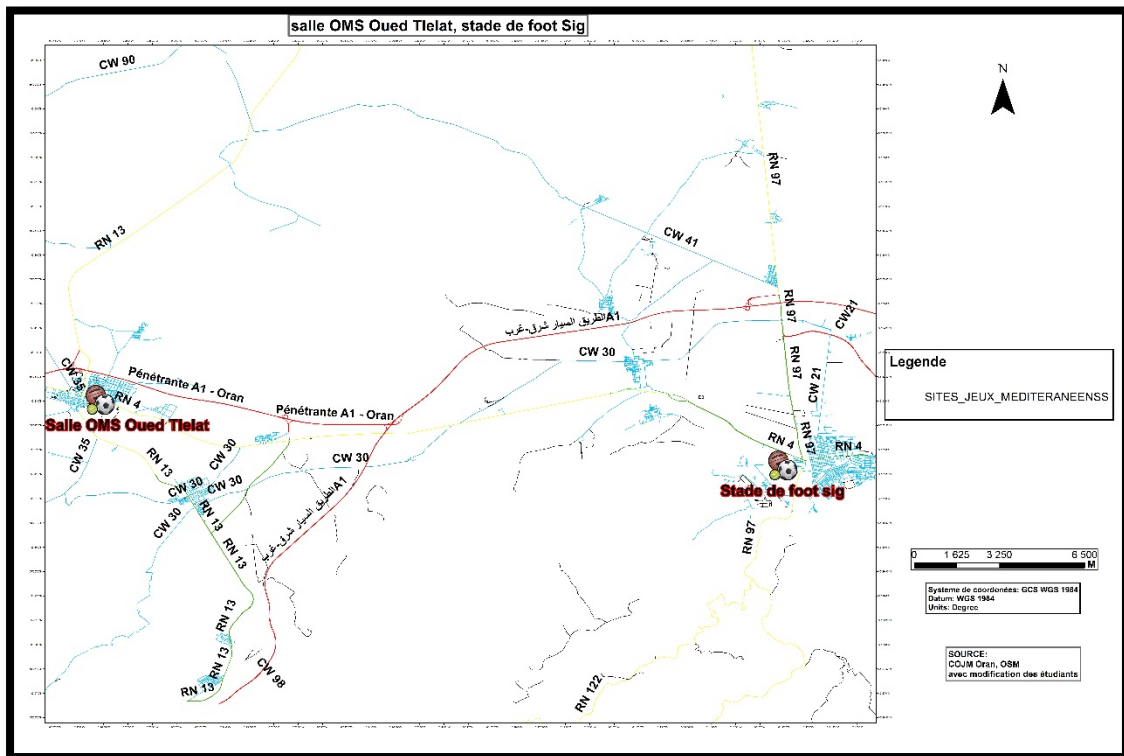 salle OMS Oued Tlelat, stade de foot Sig
N
CW 90
RN 97
RN 13
CW 41
RN 97
CW21
الطريق السيار شرق-غرب A1
CW 30
RN 97
CW 35
Pénétrante A1 - Oran
CW 21
RN 4
Pénétrante A1 - Oran
Salle OMS Oued Tlelat
RN 4
RN 97
RN 4
CW 35
CW 30
RN 13
CW 30
CW 30
CW 30
Stade de foot sig
RN 13
CW 30
الطريق السيار شرق-غرب A1
RN 97
RN 13
RN 13
RN 13
RN 13
CW 98
RN 122
Legende
SITES_JEUX_MEDITERANEENSS
0 1 625 3 250 6 500
M
Systeme de coordonées: GCS WGS 1984
Datum: WGS 1984
Units: Degree
SOURCE:
COJM Oran, OSM
avec modification des étudiants